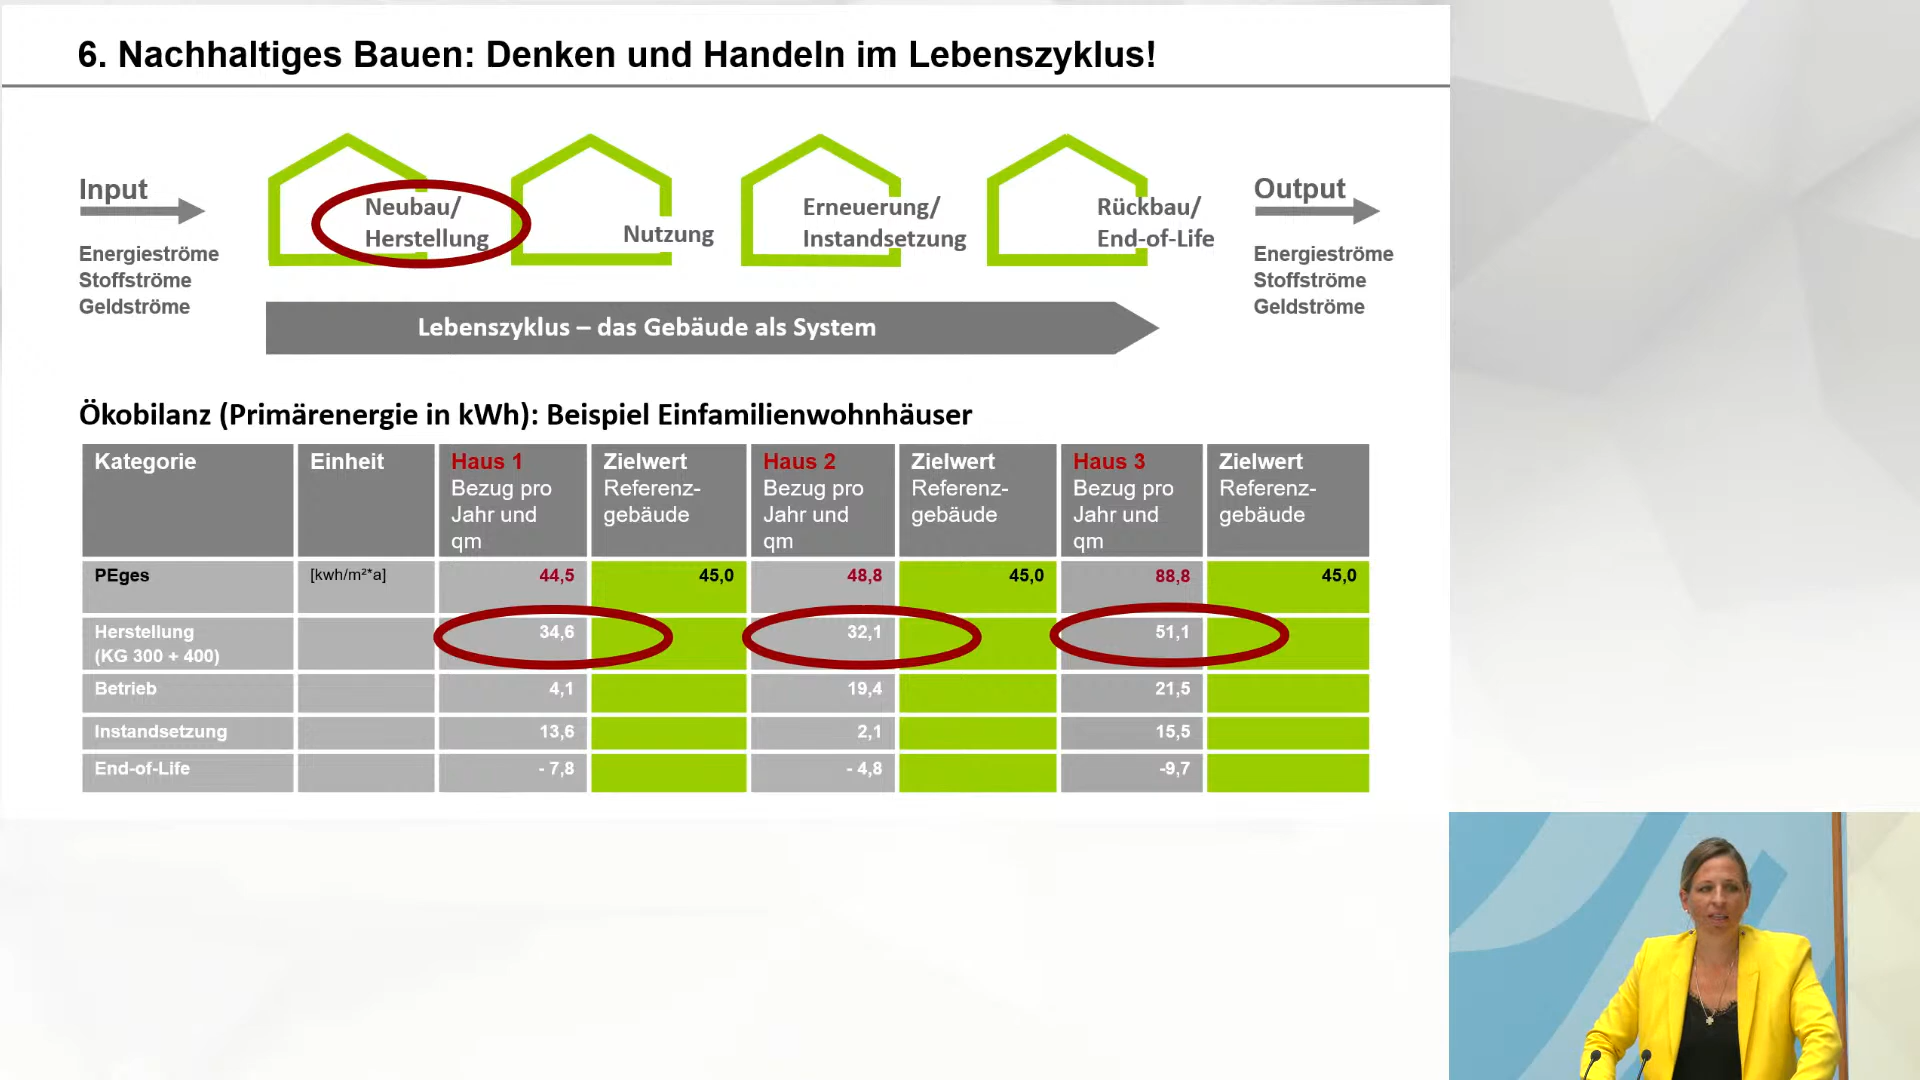 6. Nachhaltiges Bauen: Denken und Handeln im Lebenszyklus!
Input
Energieströme
Stoffströme
Geldströme
Neubau/
Herstellung
Nutzung
Erneuerung/
Instandsetzung
Rückbau/
End-of-Life
Output
Energieströme
Stoffströme
Geldströme
Lebenszyklus – das Gebäude als System
Ökobilanz (Primärenergie in kWh): Beispiel Einfamilienwohnhäuser
Kategorie
Einheit
Haus 1
Bezug pro
Jahr und
qm
Zielwert
Referenz-
gebäude
Haus 2
Bezug pro
Jahr und
qm
Zielwert
Referenz-
gebäude
Haus 3
Bezug pro
Jahr und
qm
Zielwert
Referenz-
gebäude
PEges [kwh/m²*a] 44,5 45,0 48,8 45,0 88,8 45,0
Herstellung
(KG 300 + 400)
34,6 32,1 51,1
Betrieb 4,1 19,4 21,5
Instandsetzung 13,6 2,1 15,5
End-of-Life - 7,8 - 4,8 -9,7